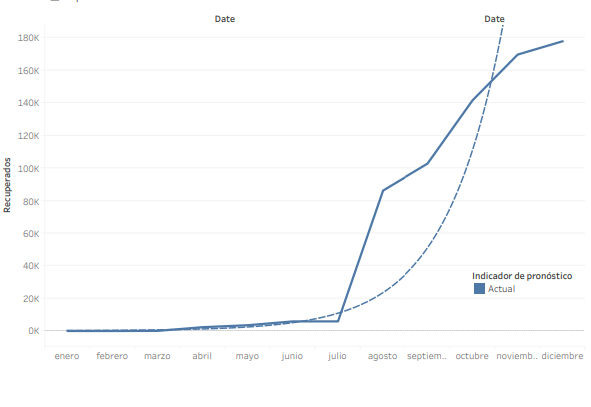 Date Date
180K
160K
140K
120K
100K
80K
60K
40K
20K
0K
Recuperados
Indicador de pronóstico
Actual
enero febrero marzo abril mayo junio julio agosto septiem.. octubre noviemb.. diciembre